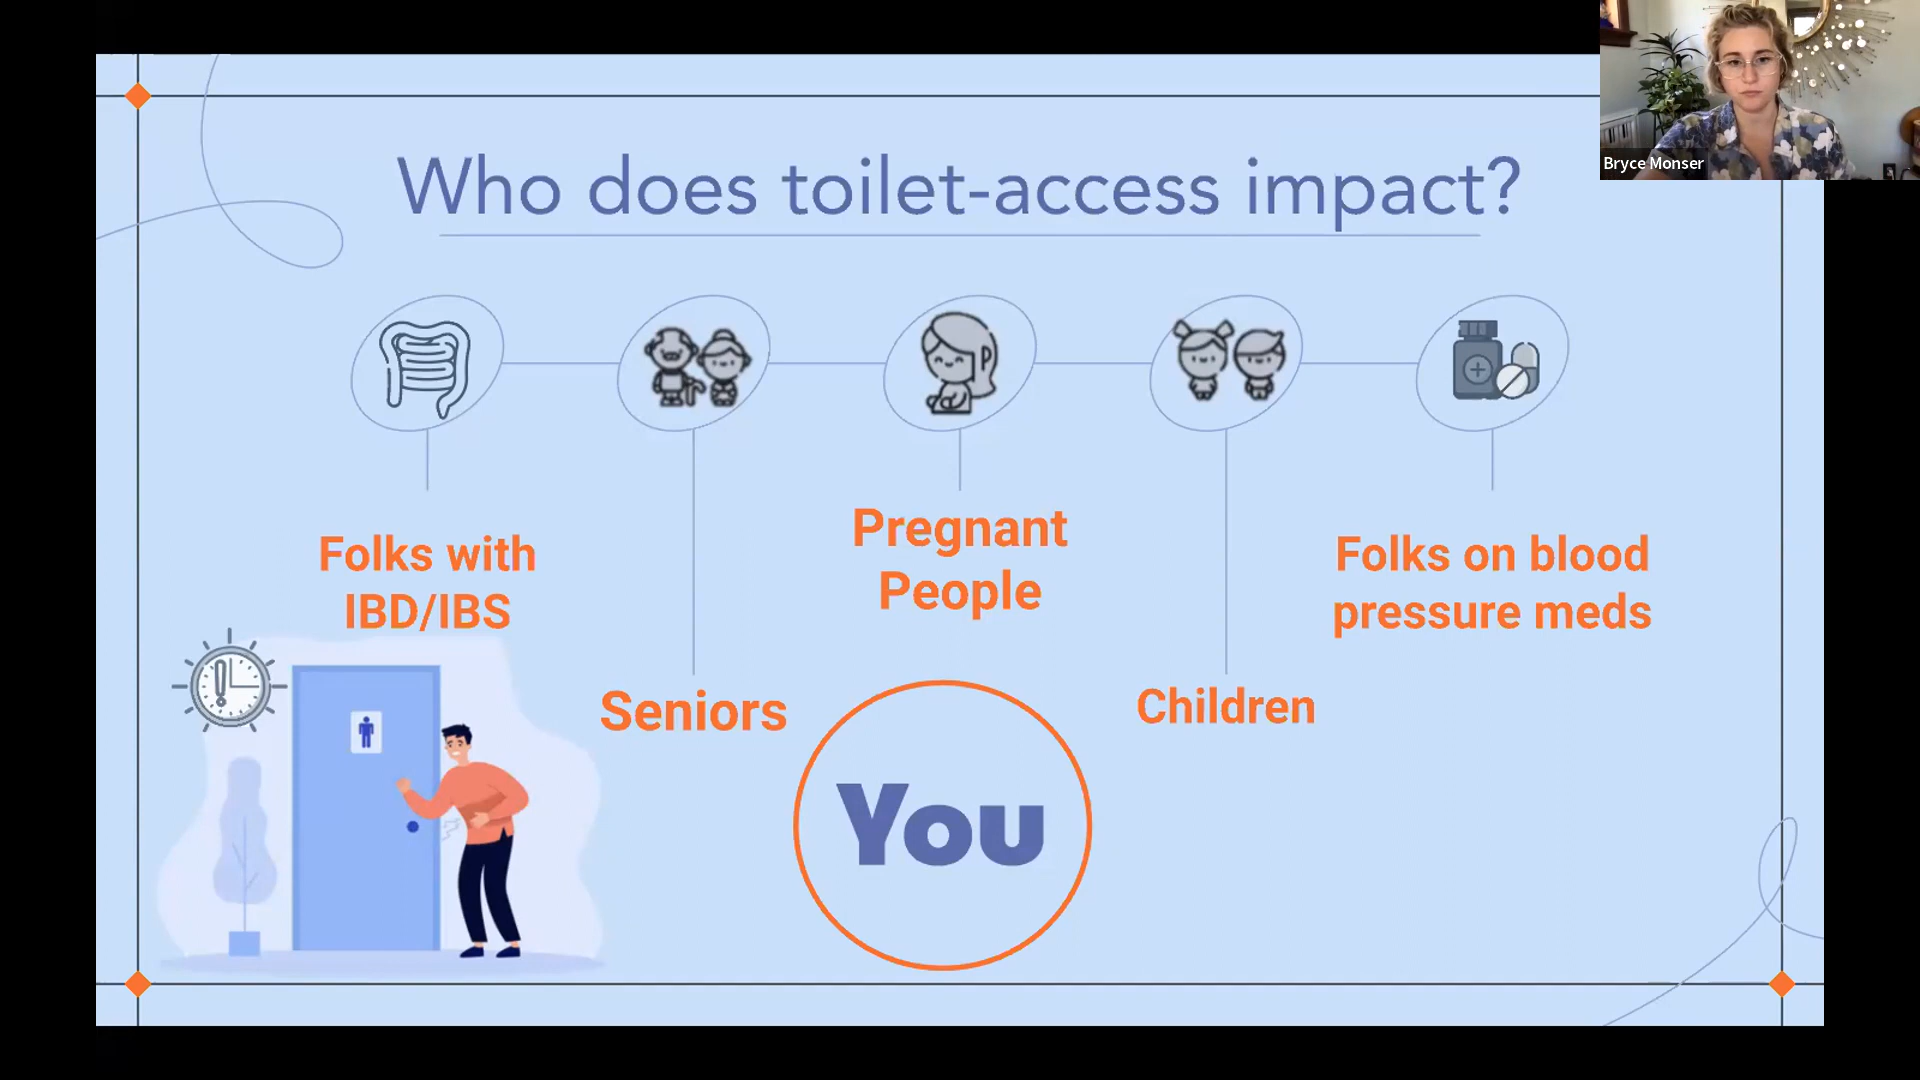 Who does toilet-access impact?
Bryce Monser
Folks with
IBD/IBS
Seniors
Pregnant
People
Children
Folks on blood
pressure meds
You